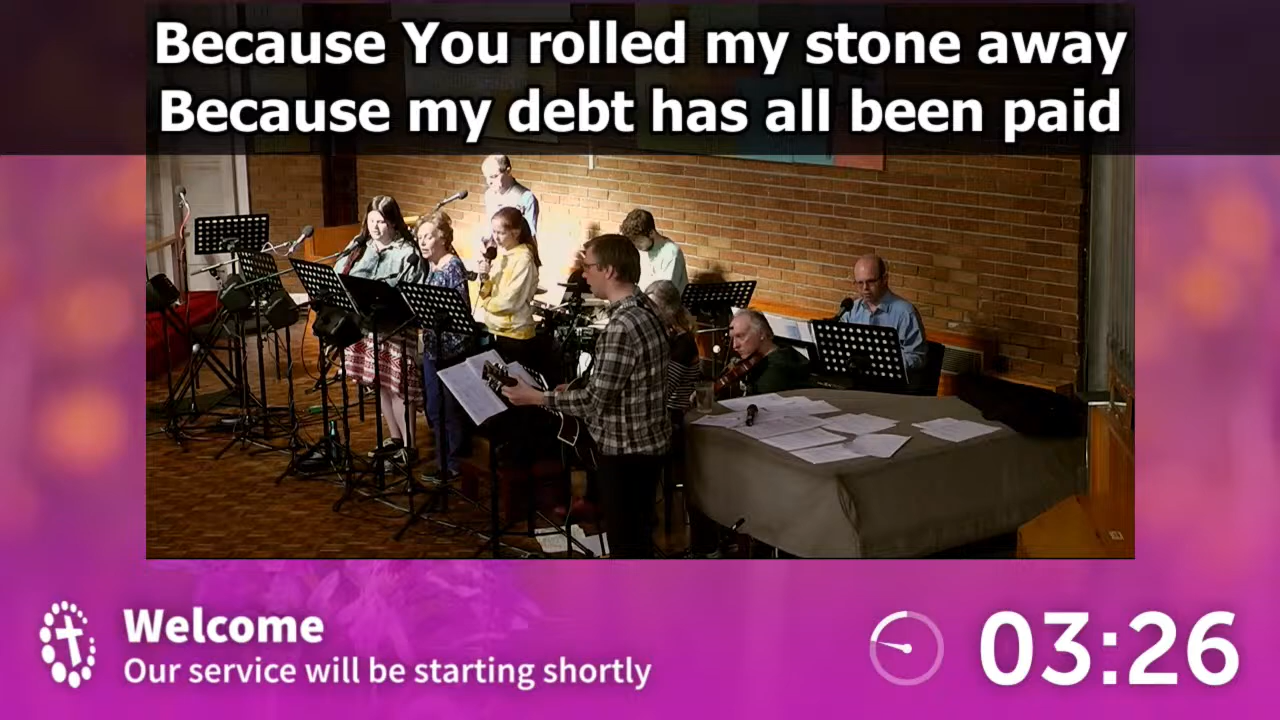 Because You rolled my stone away
Because my debt has all been paid
Welcome
Our service will be starting shortly
03:26